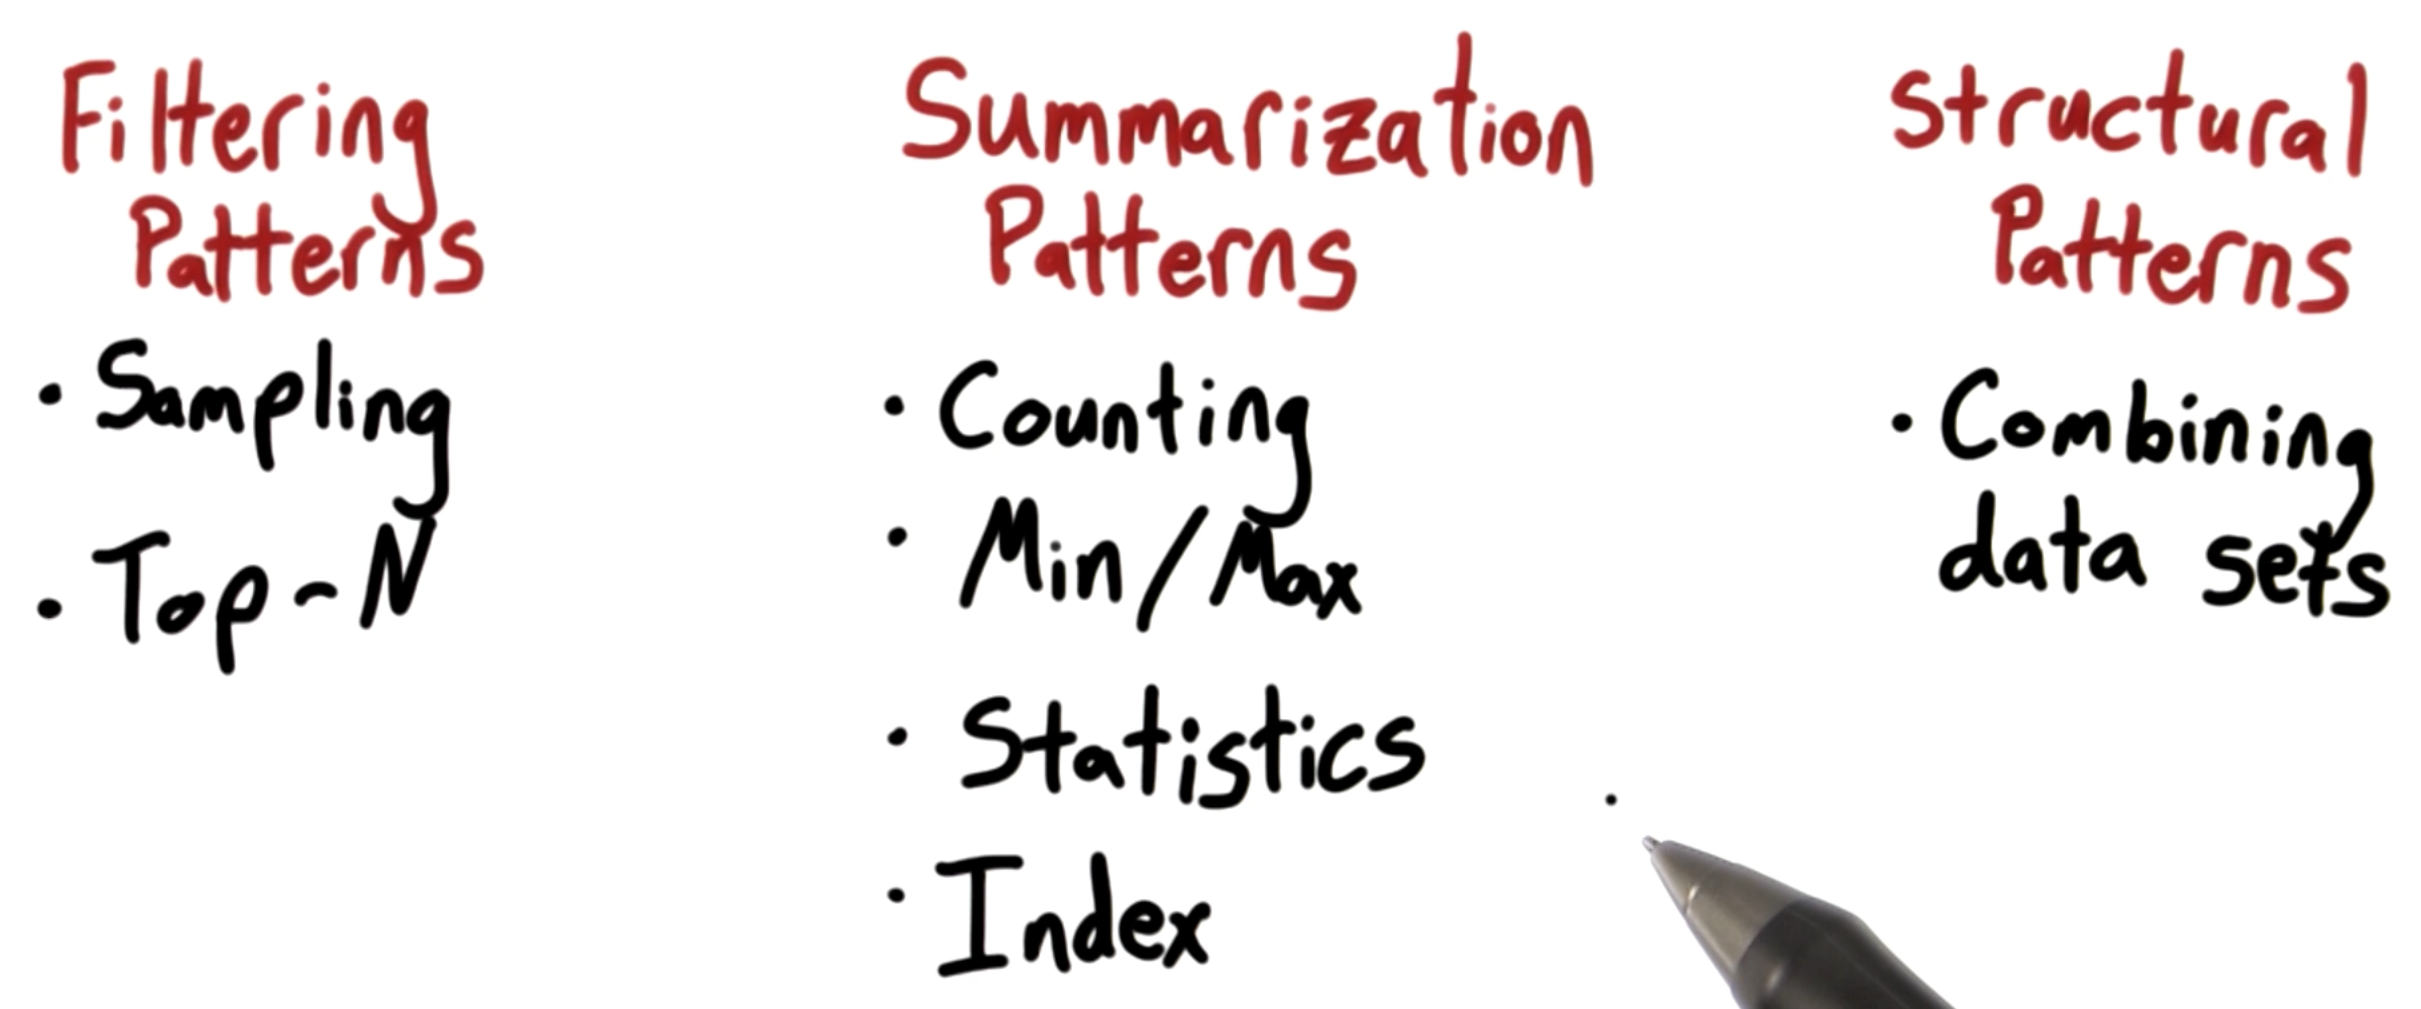 Filtering
Patterns
• Sampling
• Top-N
Summarization
Patterns
• Counting
• Min/Max
• Statistics
• Index
Structural
Patterns
• Combining
data sets